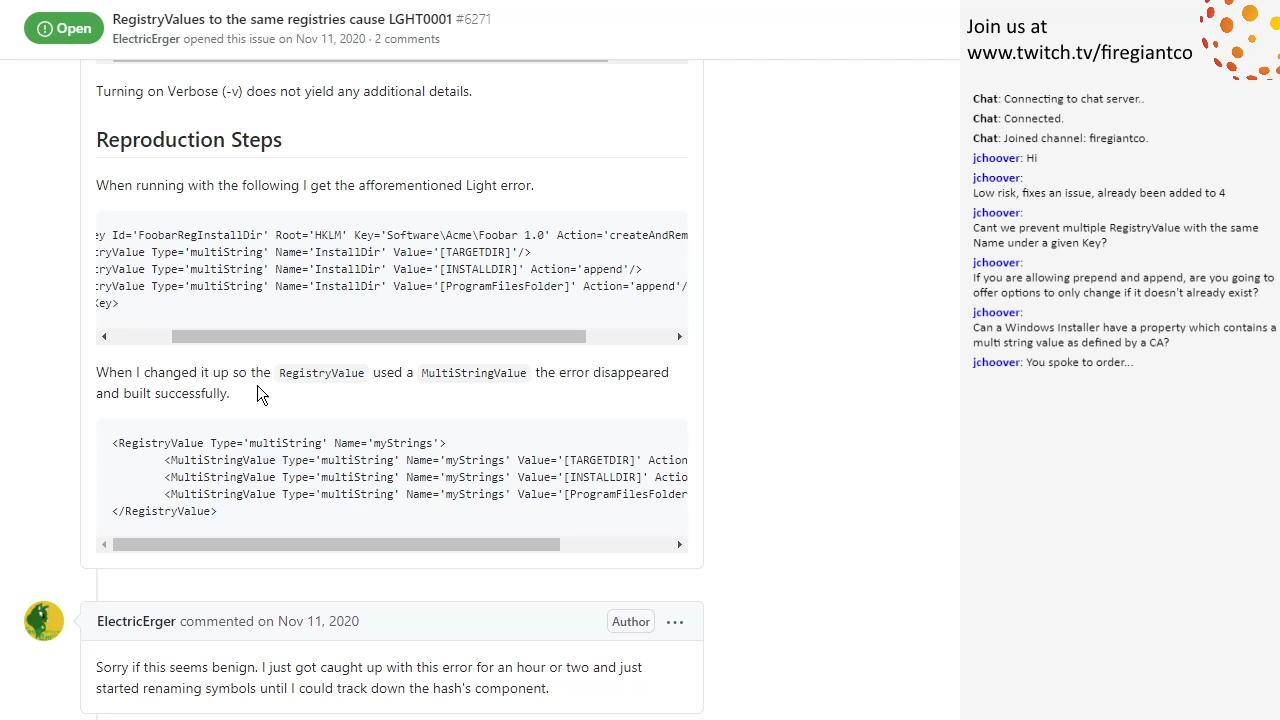 Open
RegistryValues to the same registries cause LGHT0001 #6271
ElectricErger opened this issue on Nov 11, 2020 · 2 comments
Turning on Verbose (-v) does not yield any additional details.
Reproduction Steps
When running with the following I get the afforementioned Light error.
ey Id='FoobarRegInstallDir' Root='HKLM' Key='Software\Acme\Foobar 1.0' Action='createAndRem
tryValue Type='multiString' Name='InstallDir' Value='[TARGETDIR]'/>
tryValue Type='multiString' Name='InstallDir' Value='[INSTALLDIR]' Action='append'/>
tryValue Type='multiString' Name='InstallDir' Value='[ProgramFilesFolder]' Action='append'/
Key>
When I changed it up so the RegistryValue used a MultiStringValue the error disappeared
and built successfully.
<RegistryValue Type='multiString' Name='myStrings'>
<MultiStringValue Type='multiString' Name='myStrings' Value='[TARGETDIR]' Action
<MultiStringValue Type='multiString' Name='myStrings' Value='[INSTALLDIR]' Actio
<MultiStringValue Type='multiString' Name='myStrings' Value='[ProgramFilesFolder
</RegistryValue>
ElectricErger commented on Nov 11, 2020
Author
Sorry if this seems benign. I just got caught up with this error for an hour or two and just
started renaming symbols until I could track down the hash's component.
Join us at
www.twitch.tv/firegiantco
Chat: Connecting to chat server..
Chat: Connected.
Chat: Joined channel: firegiantco.
jchoover: Hi
jchoover:
Low risk, fixes an issue, already been added to 4
jchoover:
Cant we prevent multiple RegistryValue with the same
Name under a given Key?
jchoover:
If you are allowing prepend and append, are you going to
offer options to only change if it doesn't already exist?
jchoover:
Can a Windows Installer have a property which contains a
multi string value as defined by a CA?
jchoover: You spoke to order...